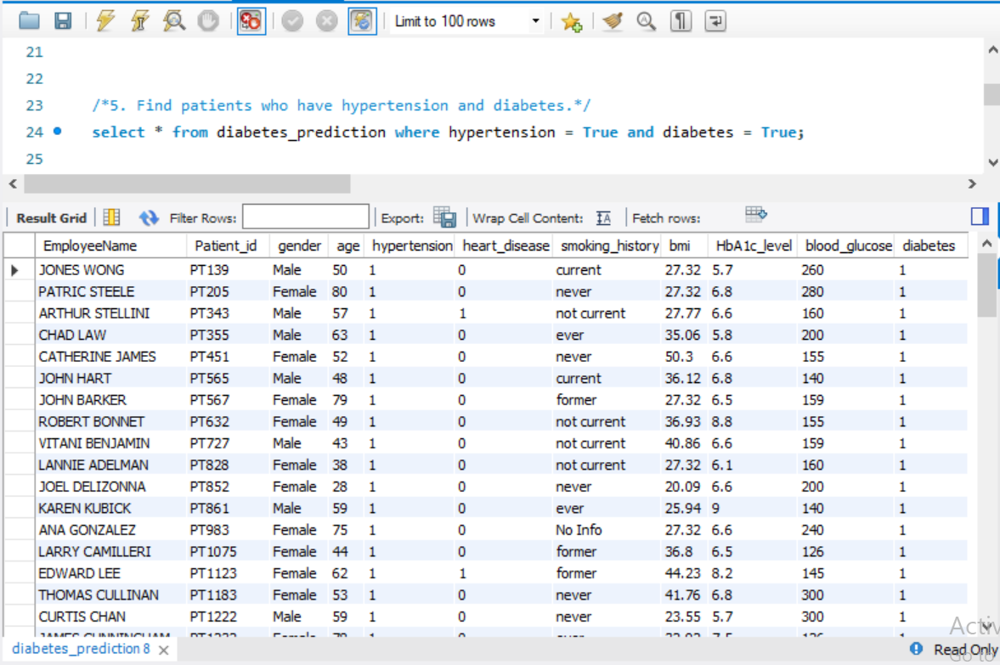 Limit to 100 rows
21
22
23 /*5. Find patients who have hypertension and diabetes.*/
24 select * from diabetes_prediction where hypertension = True and diabetes = True;
25
Result Grid Filter Rows: Export: Wrap Cell Content: Fetch rows:
EmployeeName Patient_id gender age hypertension heart_disease smoking_history bmi HbA1c_level blood_glucose diabetes
JONES WONG PT139 Male 50 1 0 current 27.32 5.7 260 1
PATRIC STEELE PT205 Female 80 1 0 never 27.32 6.8 280 1
ARTHUR STELLINI PT343 Male 57 1 1 not current 27.77 6.6 160 1
CHAD LAW PT355 Male 63 1 0 ever 35.06 5.8 200 1
CATHERINE JAMES PT451 Female 52 1 0 never 50.3 6.6 155 1
JOHN HART PT565 Male 48 1 0 current 36.12 6.8 140 1
JOHN BARKER PT567 Female 79 1 0 former 27.32 6.5 159 1
ROBERT BONNET PT632 Female 49 1 0 not current 36.93 8.8 155 1
VITANI BENJAMIN PT727 Male 43 1 0 not current 40.86 6.6 159 1
LANNIE ADELMAN PT828 Female 38 1 0 not current 27.32 6.1 160 1
JOEL DELIZONNA PT852 Female 28 1 0 never 20.09 6.6 200 1
KAREN KUBICK PT861 Male 59 1 0 ever 25.94 9 140 1
ANA GONZALEZ PT983 Female 75 1 0 No Info 27.32 6.6 240 1
LARRY CAMILLERI PT1075 Female 44 1 0 former 36.8 6.5 126 1
EDWARD LEE PT1123 Female 62 1 1 former 44.23 8.2 145 1
THOMAS CULLINAN PT1183 Female 53 1 0 never 41.76 6.8 300 1
CURTIS CHAN PT1222 Male 59 1 0 never 23.55 5.7 300 1
JAMES CUNNINGHAM Female 1 0 ever 1
Activ
diabetes_prediction 8 Read Only
Go to